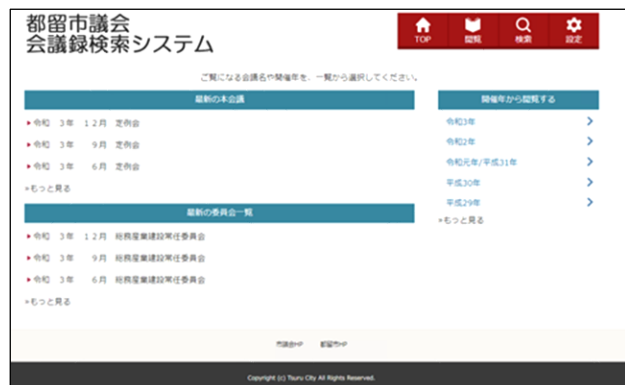 都留市議会
会議録検索システム
TOP
閲覧
検索
設定
ご覧になる会議名や開催年を、一覧から選択してください。
最新の本会議
令和 3年 12月 定例会
令和 3年 9月 定例会
令和 3年 6月 定例会
»もっと見る
最新の委員会一覧
令和 3年 12月 総務産業建設常任委員会
令和 3年 9月 総務産業建設常任委員会
令和 3年 6月 総務産業建設常任委員会
»もっと見る
開催年から閲覧する
令和3年
令和2年
令和元年/平成31年
平成30年
平成29年
»もっと見る
市議会HP 都留市HP
Copyright (c) Tsuru City All Rights Reserved.